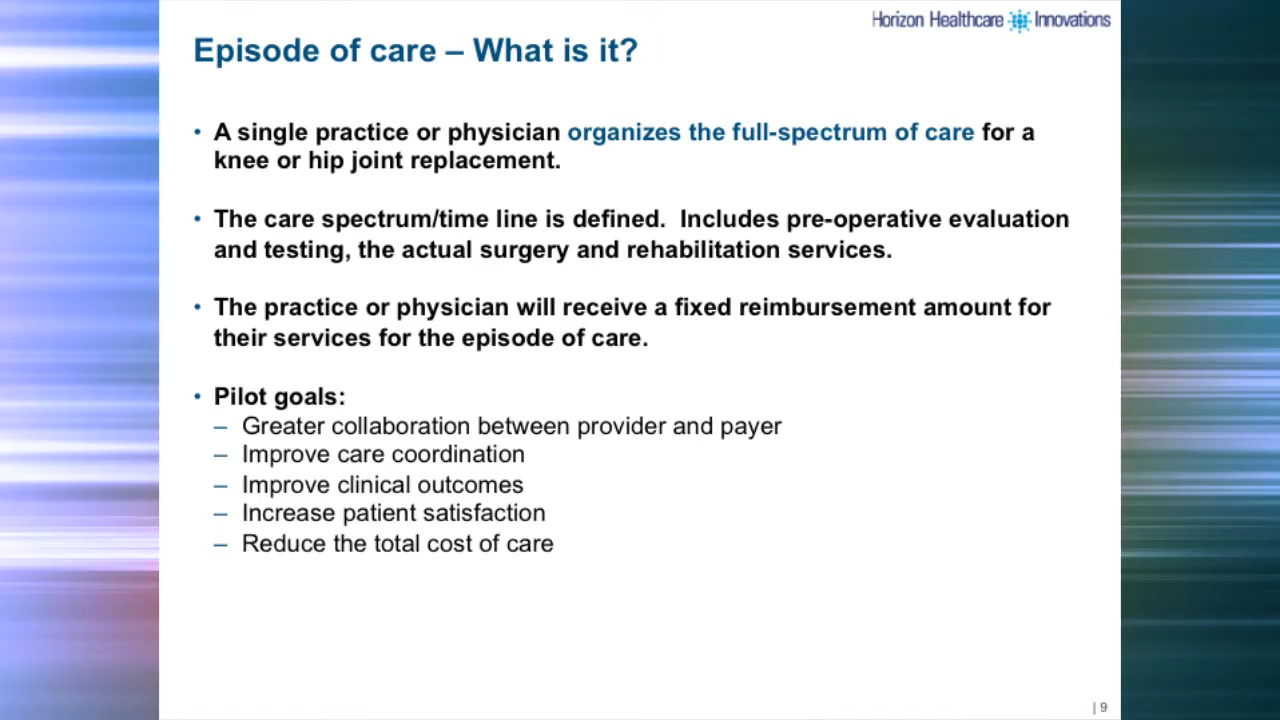 Horizon Healthcare Innovations
Episode of care – What is it?
• A single practice or physician organizes the full-spectrum of care for a
knee or hip joint replacement.
• The care spectrum/time line is defined.  Includes pre-operative evaluation
and testing, the actual surgery and rehabilitation services.
• The practice or physician will receive a fixed reimbursement amount for
their services for the episode of care.
• Pilot goals:
– Greater collaboration between provider and payer
– Improve care coordination
– Improve clinical outcomes
– Increase patient satisfaction
– Reduce the total cost of care
| 9